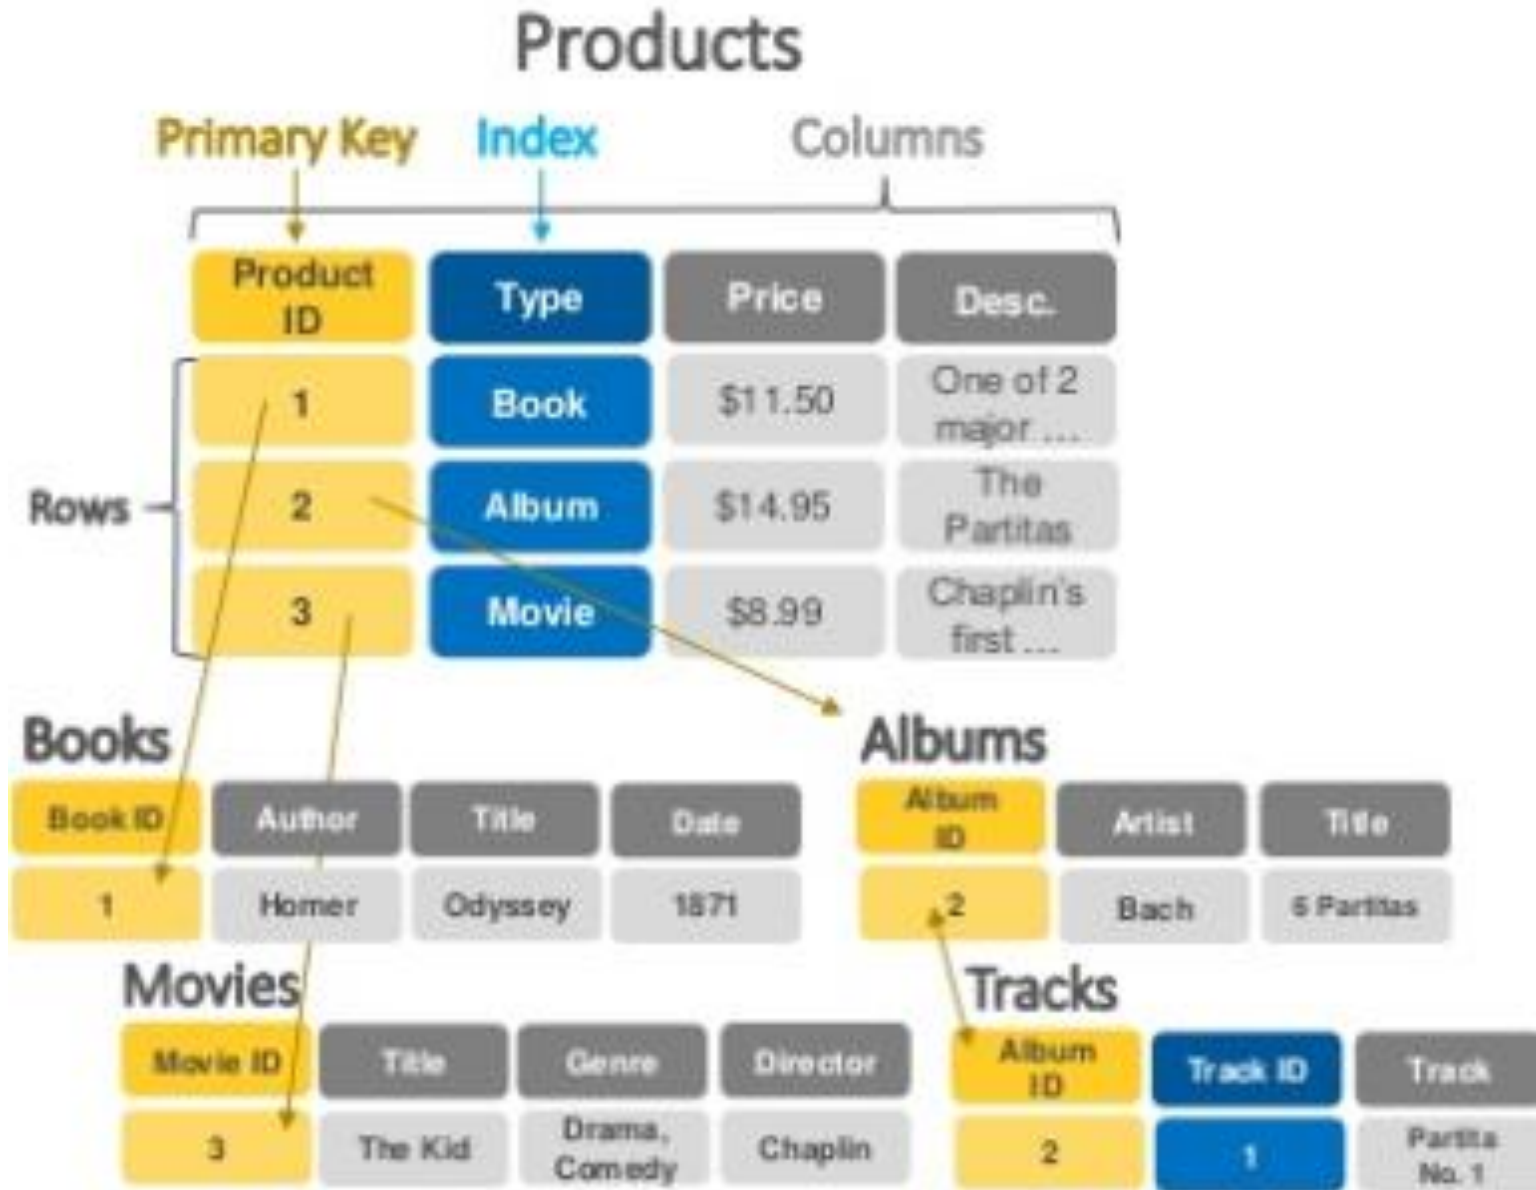 Products
Primary Key Index Columns
Product ID Type Price Desc.
1 Book $11.50 One of 2 major ...
Rows
2 Album $14.95 The Partitas
3 Movie $8.99 Chaplin's first ...
Books
Book ID Author Title Date
1 Homer Odyssey 1871
Albums
Album ID Artist Title
2 Bach 6 Partitas
Movies
Movie ID Title Genre Director
3 The Kid Drama, Comedy Chaplin
Tracks
Album ID Track ID Track
2 1 Partita No. 1